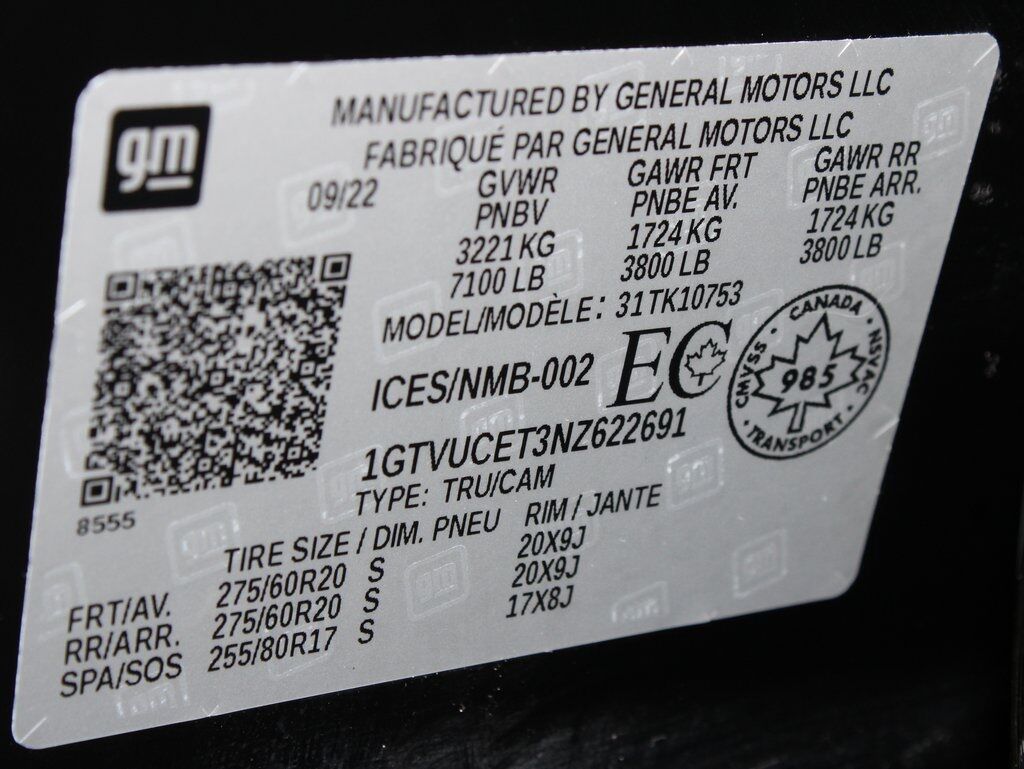 gm
MANUFACTURED BY GENERAL MOTORS LLC
FABRIQUÉ PAR GENERAL MOTORS LLC
09/22 GVWR GAWR FRT GAWR RR
PNBV PNBE AV. PNBE ARR.
3221 KG 1724 KG 1724 KG
7100 LB 3800 LB 3800 LB
MODEL/MODÈLE: 31TK10753
ICES/NMB-002 EC
CANADA CMVSS 985 NSVAC TRANSPORT
1GTVUCET3NZ622691
TYPE: TRU/CAM
8555
TIRE SIZE / DIM. PNEU RIM / JANTE
FRT/AV. 275/60R20 S 20X9J
RR/ARR. 275/60R20 S 20X9J
SPA/SOS 255/80R17 S 17X8J